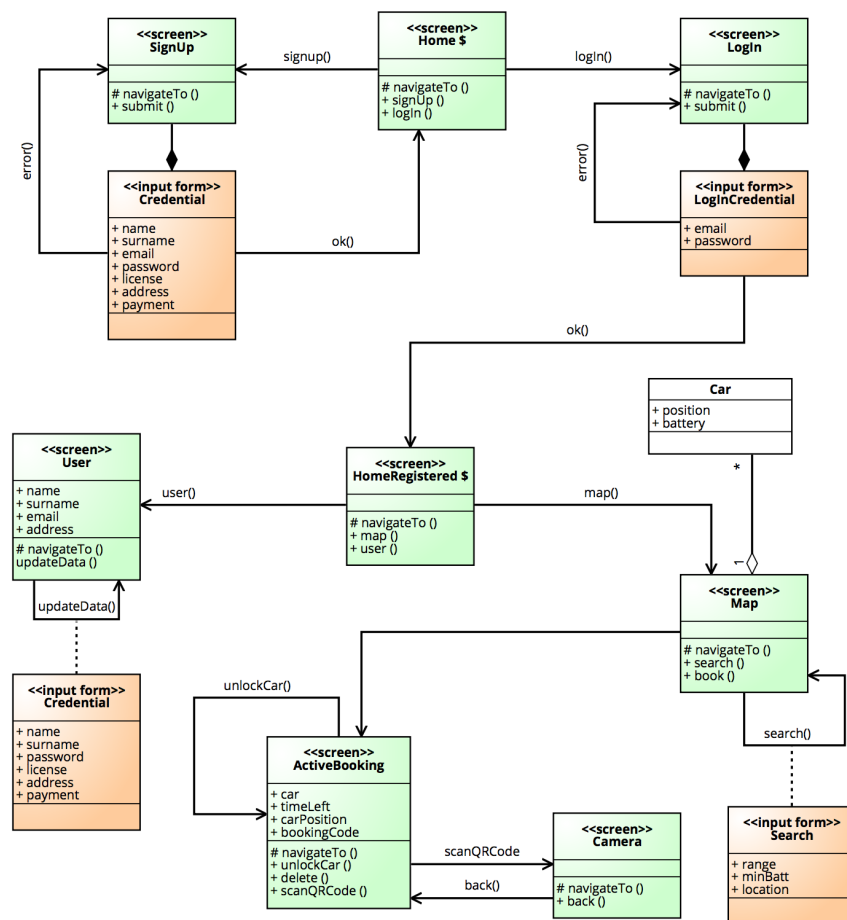 <<screen>>
SignUp
# navigateTo ()
+ submit ()
signup()
<<screen>>
Home $
# navigateTo ()
+ signUp ()
+ logIn ()
logIn()
<<screen>>
LogIn
# navigateTo ()
+ submit ()
error()
<<input form>>
Credential
+ name
+ surname
+ email
+ password
+ license
+ address
+ payment
ok()
error()
<<input form>>
LogInCredential
+ email
+ password
ok()
Car
+ position
+ battery
*
1
<<screen>>
User
+ name
+ surname
+ email
+ address
# navigateTo ()
updateData ()
user()
<<screen>>
HomeRegistered $
# navigateTo ()
+ map ()
+ user ()
map()
<<screen>>
Map
# navigateTo ()
+ search ()
+ book ()
updateData()
<<input form>>
Credential
+ name
+ surname
+ password
+ license
+ address
+ payment
unlockCar()
<<screen>>
ActiveBooking
+ car
+ timeLeft
+ carPosition
+ bookingCode
# navigateTo ()
+ unlockCar ()
+ delete ()
+ scanQRCode ()
scanQRCode
back()
<<screen>>
Camera
# navigateTo ()
+ back ()
search()
<<input form>>
Search
+ range
+ minBatt
+ location